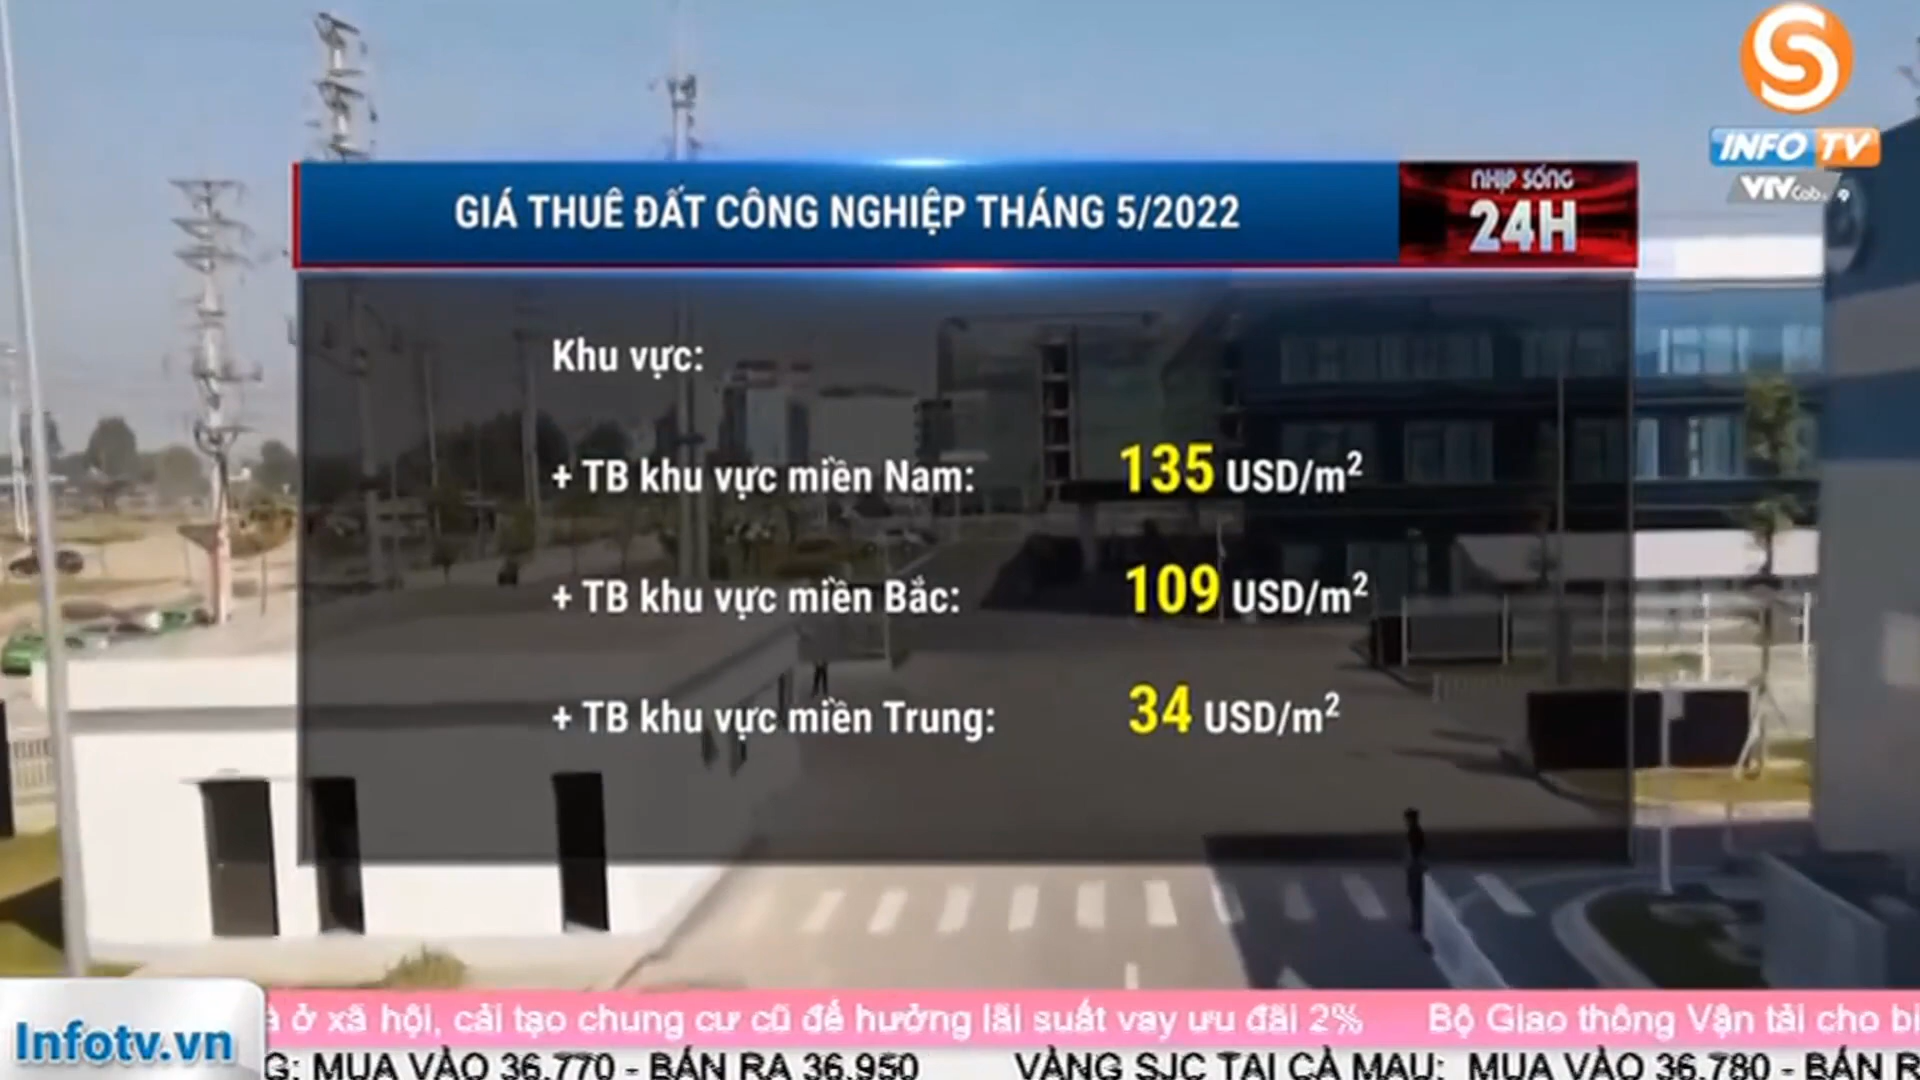 S
INFO TV
VTVCab 9
GIÁ THUÊ ĐẤT CÔNG NGHIỆP THÁNG 5/2022
NHỊP SỐNG
24H
Khu vực:
+ TB khu vực miền Nam: 135 USD/m²
+ TB khu vực miền Bắc: 109 USD/m²
+ TB khu vực miền Trung: 34 USD/m²
ở xã hội, cải tạo chung cư cũ để hưởng lãi suất vay ưu đãi 2% Bộ Giao thông Vận tải cho
Infotv.vn
G: MUA VÀO 36.770 - BÁN RA 36.950 VÀNG SJC TẠI CÀ MAU: MUA VÀO 36.780 - BÁN R